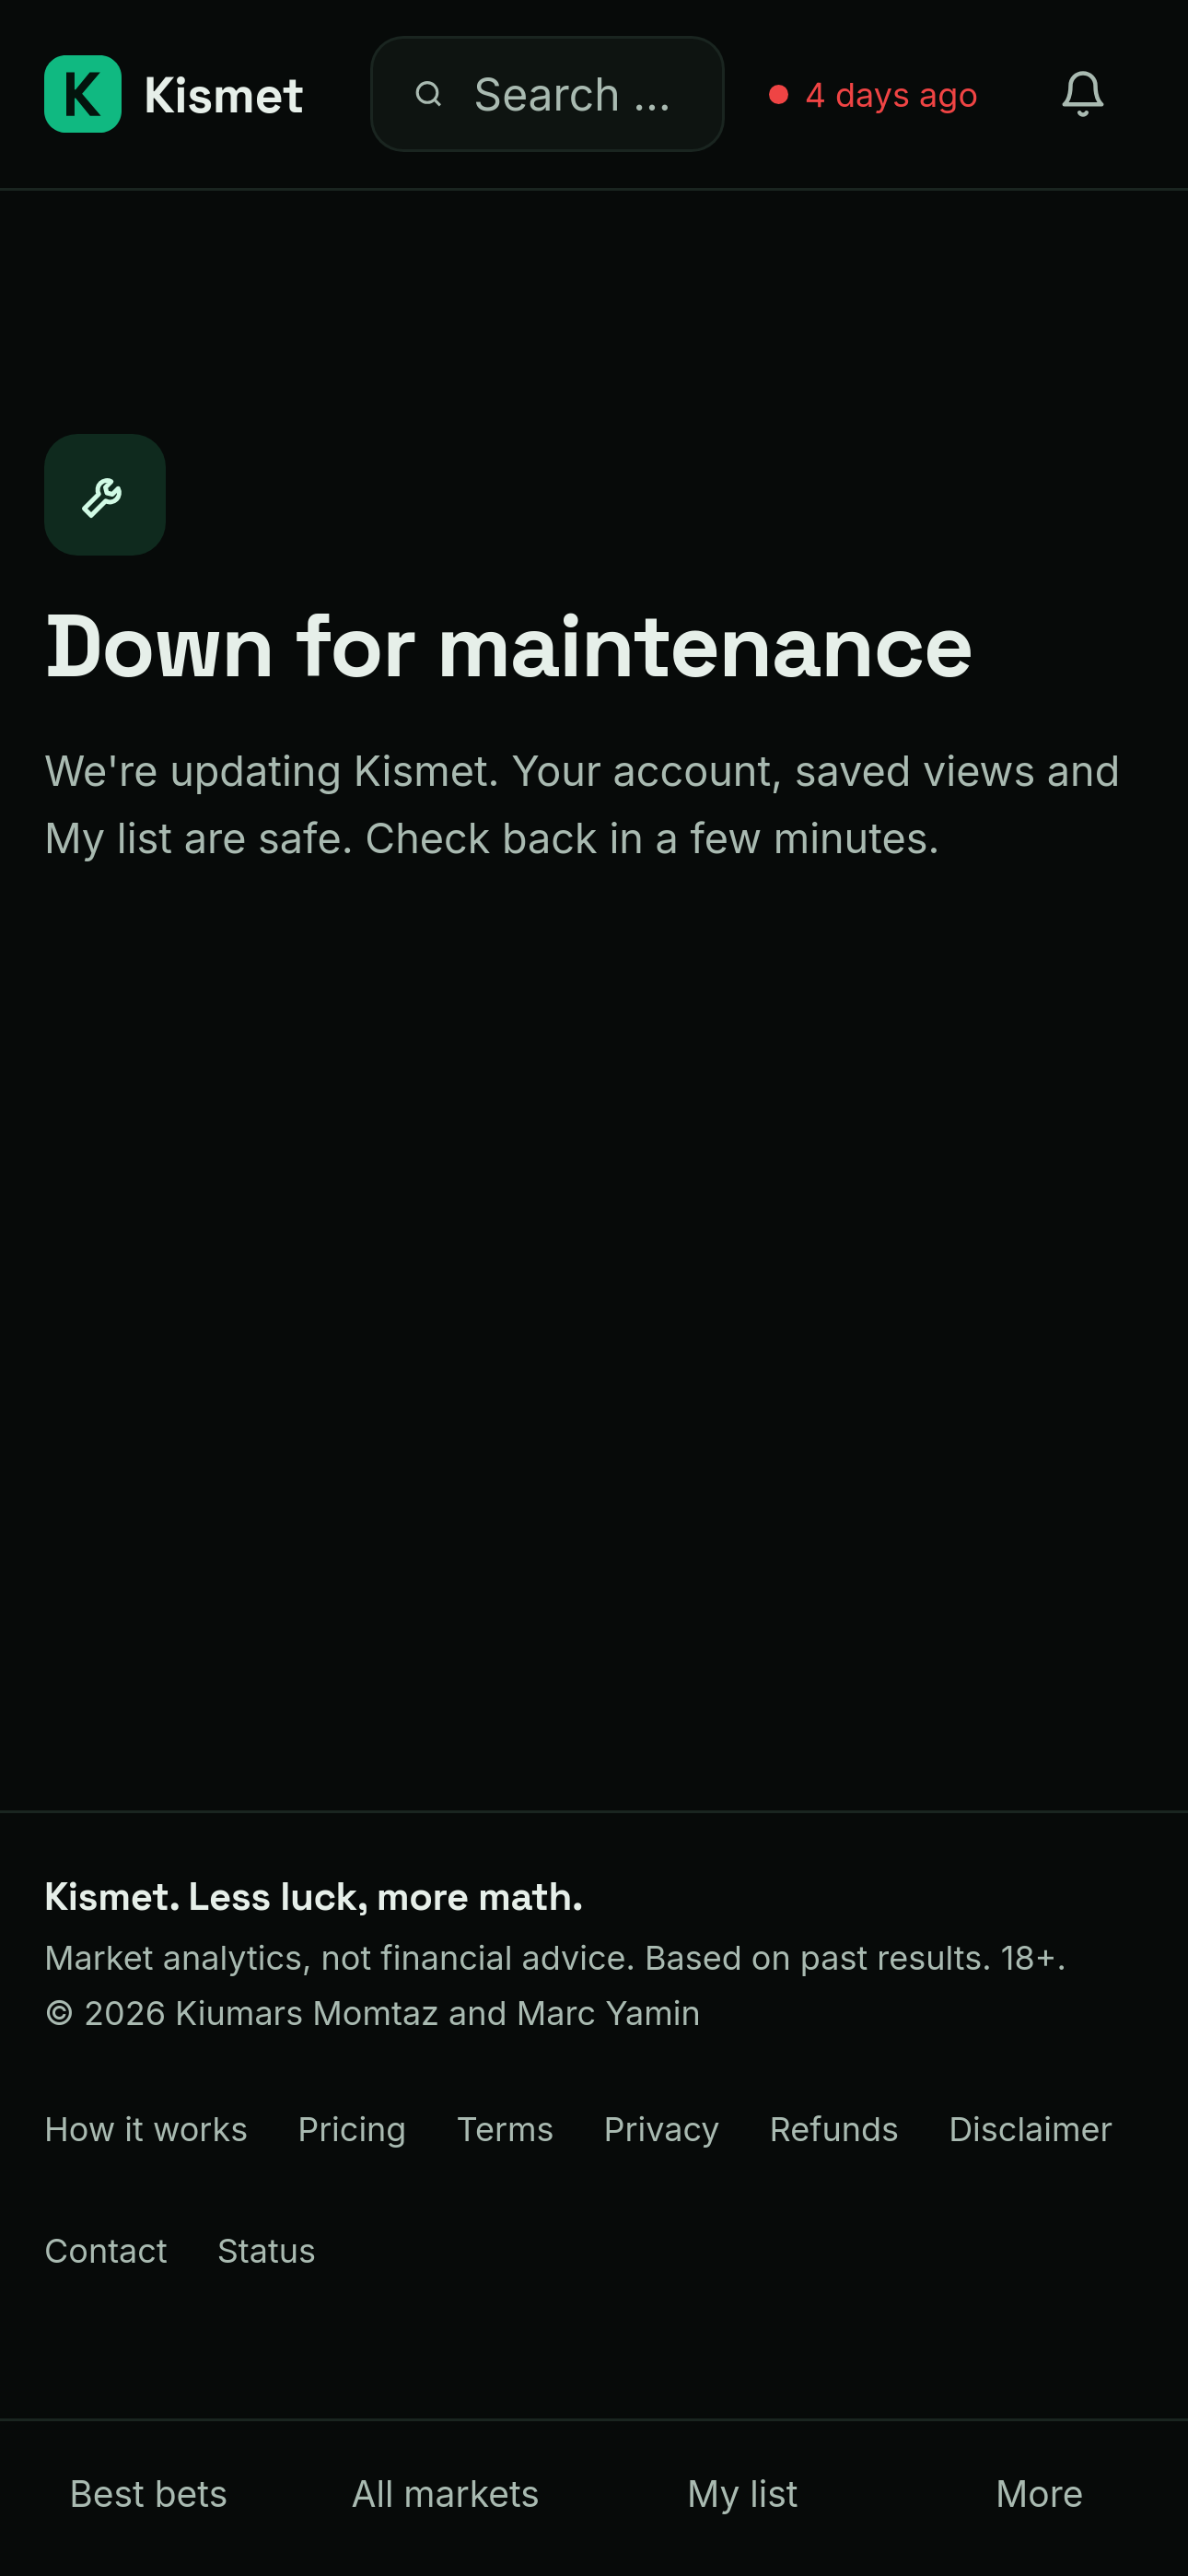 K Kismet Search ... 4 days ago
Down for maintenance
We're updating Kismet. Your account, saved views and
My list are safe. Check back in a few minutes.
Kismet. Less luck, more math.
Market analytics, not financial advice. Based on past results. 18+.
© 2026 Kiumars Momtaz and Marc Yamin
How it works Pricing Terms Privacy Refunds Disclaimer
Contact Status
Best bets All markets My list More